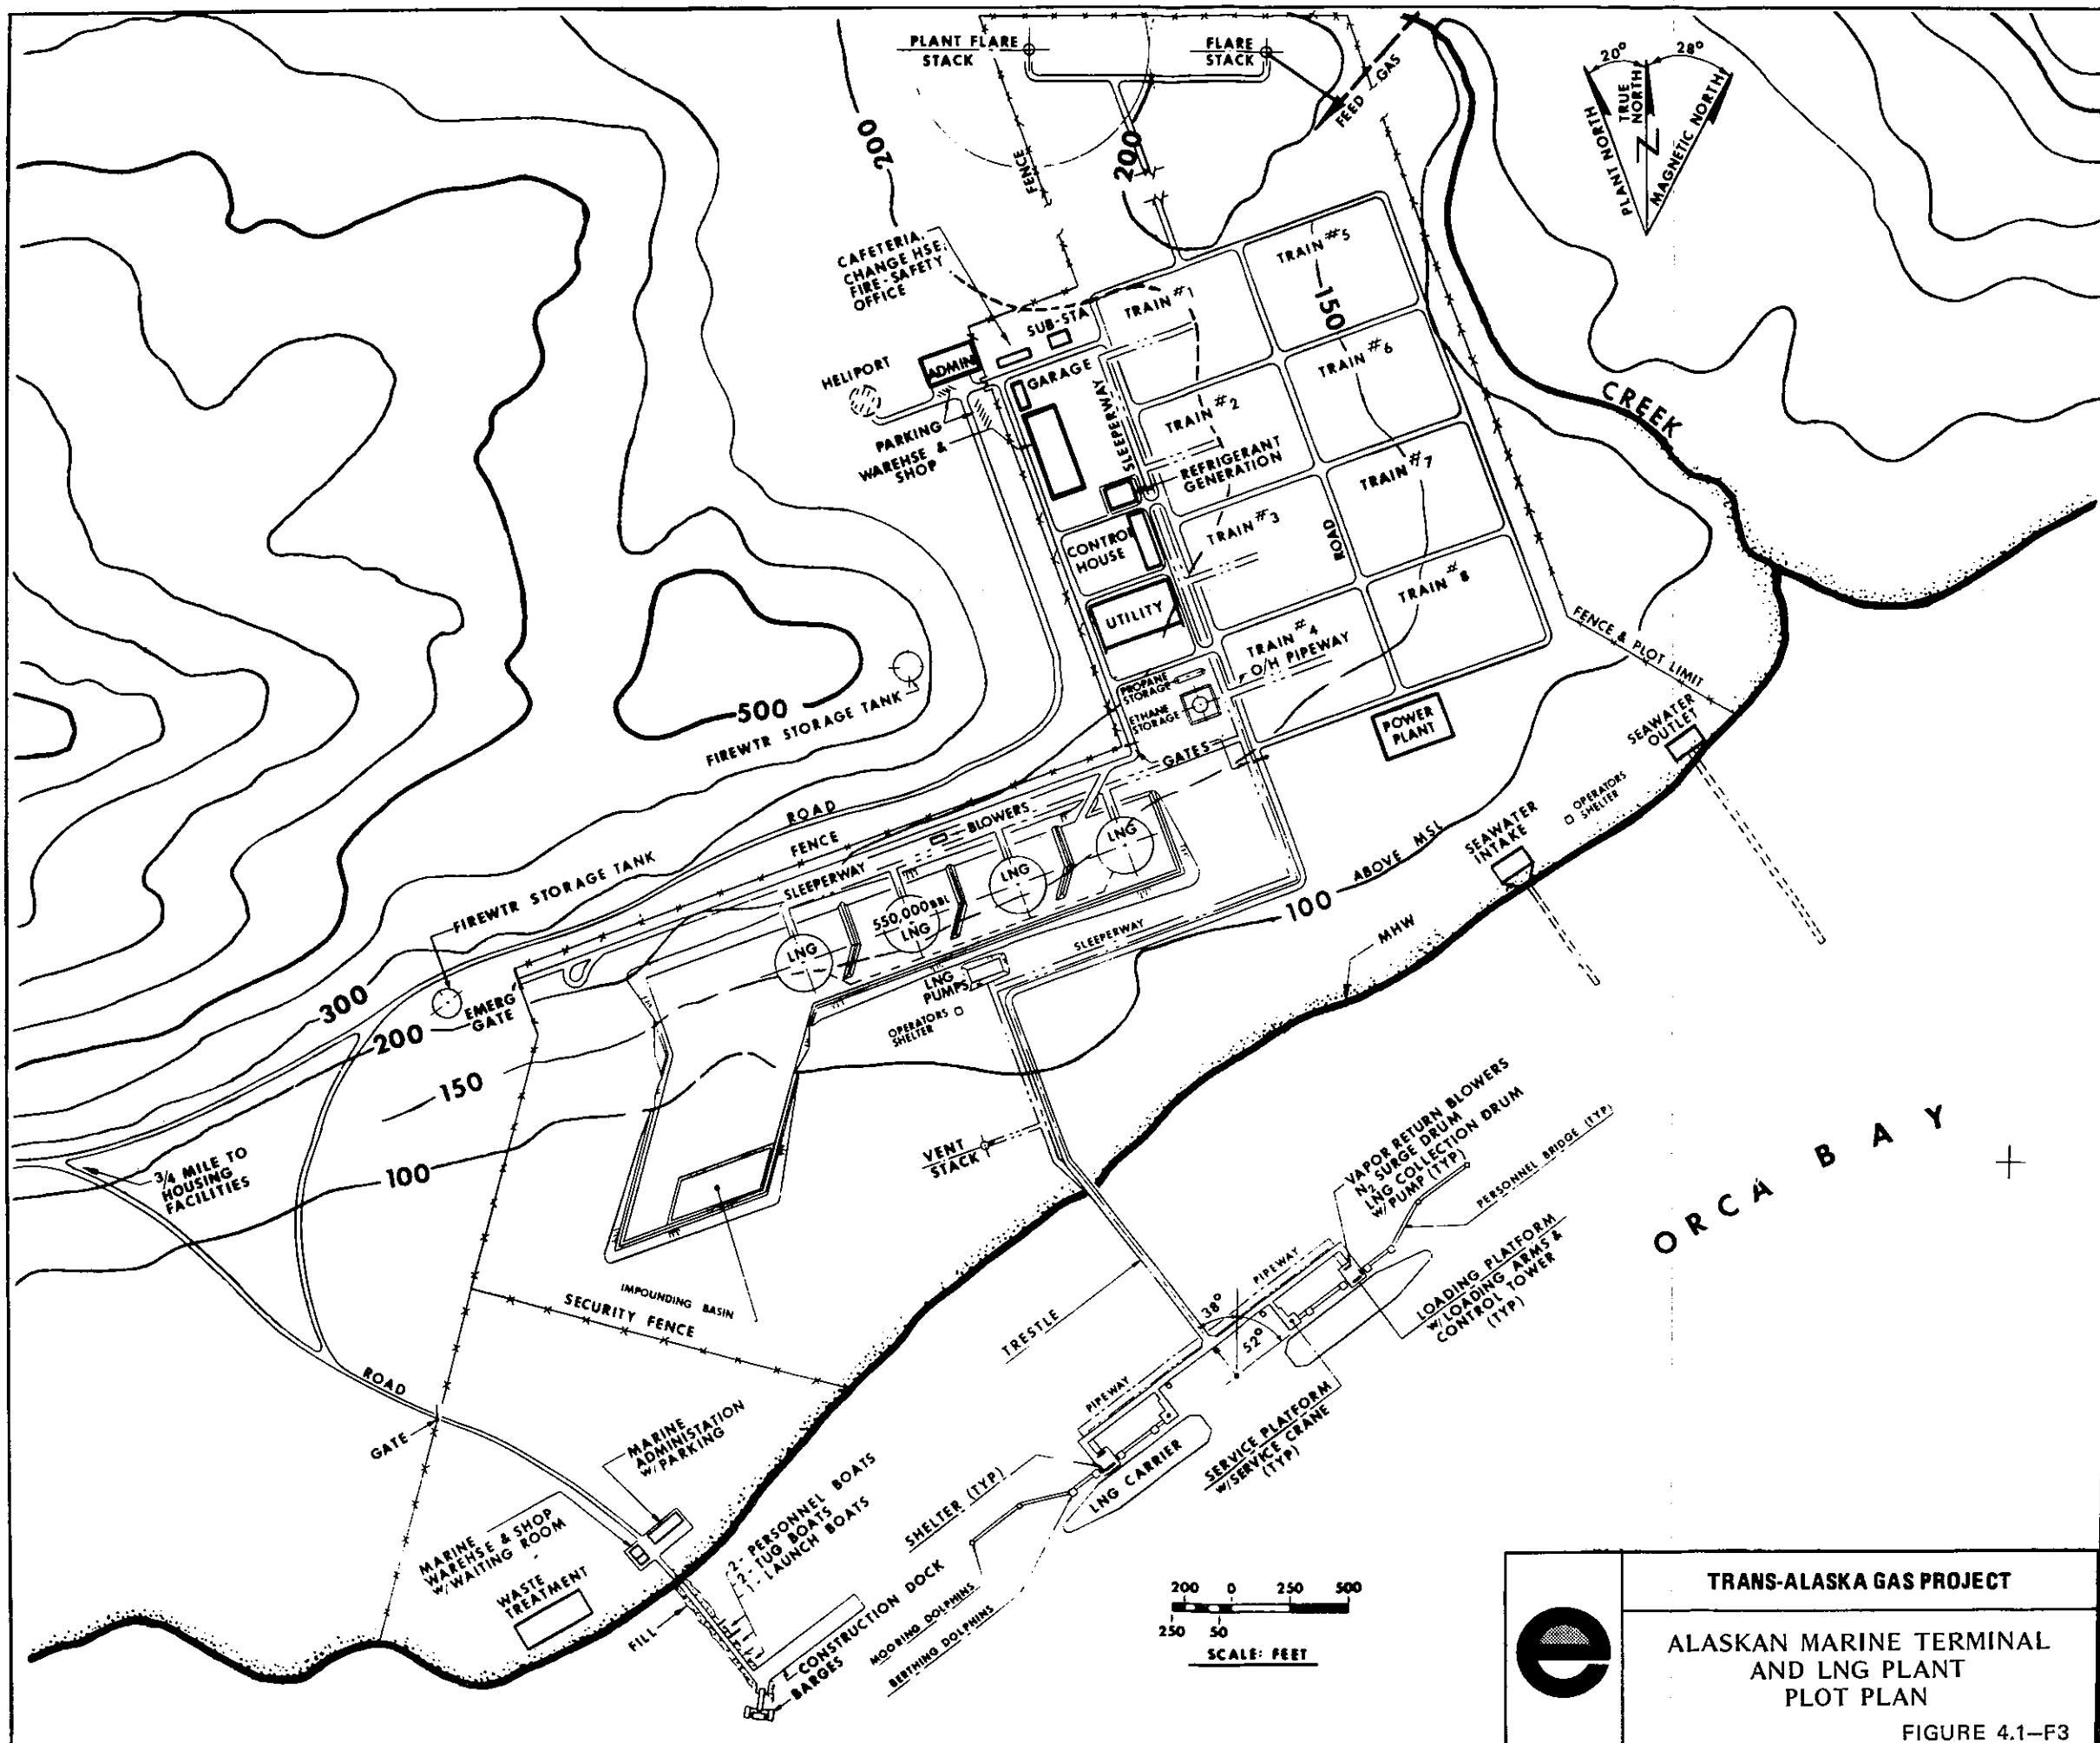 PLANT FLARE
STACK
FLARE
STACK
FEED GAS
20°
28°
PLANT NORTH
TRUE
NORTH
MAGNETIC NORTH
200
200
FENCE
CAFETERIA,
CHANGE HSE,
FIRE-SAFETY
OFFICE
SUB-STA
TRAIN #1
TRAIN #5
150
HELIPORT
ADMIN
GARAGE
SLEEPERWAY
TRAIN #2
TRAIN #6
CREEK
PARKING
WAREHSE &
SHOP
REFRIGERANT
GENERATION
TRAIN #7
CONTROL
HOUSE
TRAIN #3
ROAD
UTILITY
TRAIN #8
TRAIN #4
O/H PIPEWAY
FENCE & PLOT LIMIT
PROPANE
STORAGE
ETHANE
STORAGE
POWER
PLANT
SEAWATER
OUTLET
500
FIREWTR STORAGE TANK
GATES
OPERATORS
SHELTER
SEAWATER
INTAKE
ROAD
FENCE
BLOWERS
LNG
SLEEPERWAY
LNG
550,000 BBL
LNG
LNG
FIREWTR STORAGE TANK
100 ABOVE MSL
SLEEPERWAY
MHW
LNG
PUMPS
OPERATORS
SHELTER
EMERG
GATE
300
200
150
100
3/4 MILE TO
HOUSING
FACILITIES
VENT
STACK
IMPOUNDING BASIN
SECURITY FENCE
ROAD
GATE
VAPOR RETURN BLOWERS
N2 SURGE DRUM
LNG COLLECTION DRUM
W/PUMP (TYP)
PERSONNEL BRIDGE (TYP)
ORCA BAY
LOADING PLATFORM
W/LOADING ARMS &
CONTROL TOWER
(TYP)
PIPEWAY
38°
52°
TRESTLE
PIPEWAY
SERVICE PLATFORM
W/SERVICE CRANE
(TYP)
LNG CARRIER
SHELTER (TYP)
MARINE
ADMINISTATION
W/PARKING
2- PERSONNEL BOATS
2- TUG BOATS
1- LAUNCH BOATS
MARINE
WAREHSE & SHOP
W/WAITING ROOM
WASTE
TREATMENT
FILL
CONSTRUCTION DOCK
BARGES
MOORING DOLPHINS
BERTHING DOLPHINS
200 0 250 500
250 50
SCALE: FEET
TRANS-ALASKA GAS PROJECT
ALASKAN MARINE TERMINAL
AND LNG PLANT
PLOT PLAN
FIGURE 4.1—F3